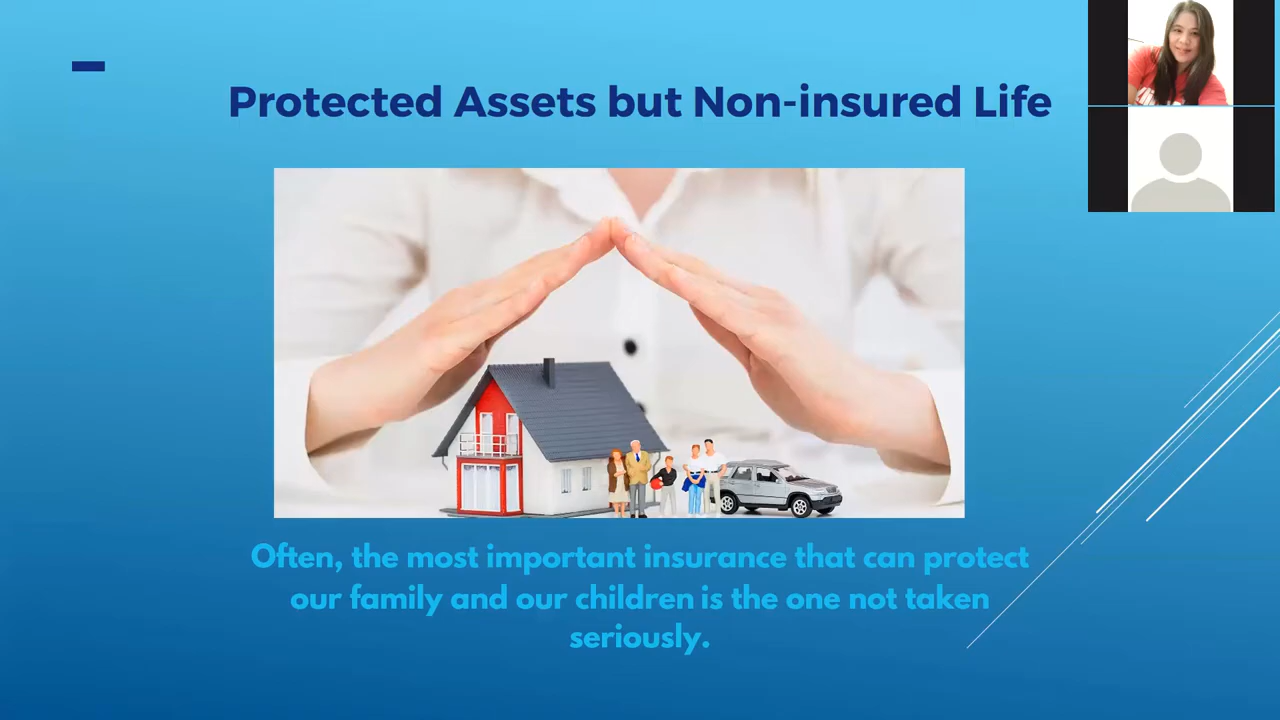 Protected Assets but Non-insured Life
Often, the most important insurance that can protect
our family and our children is the one not taken
seriously.